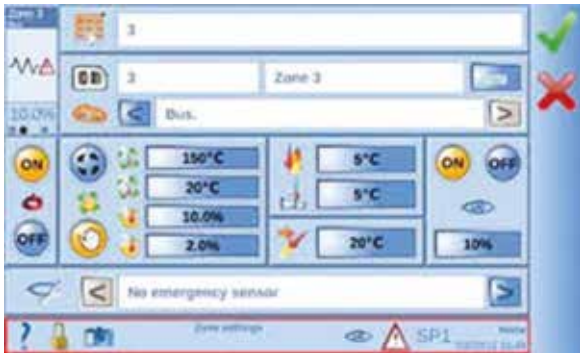 Zone 3
3
3
Zone 3
10.0%
Bus.
ON
150°C
5°C
ON
OFF
20°C
5°C
10.0%
OFF
2.0%
20°C
10%
No emergency sensor
?
Zone settings
SP1